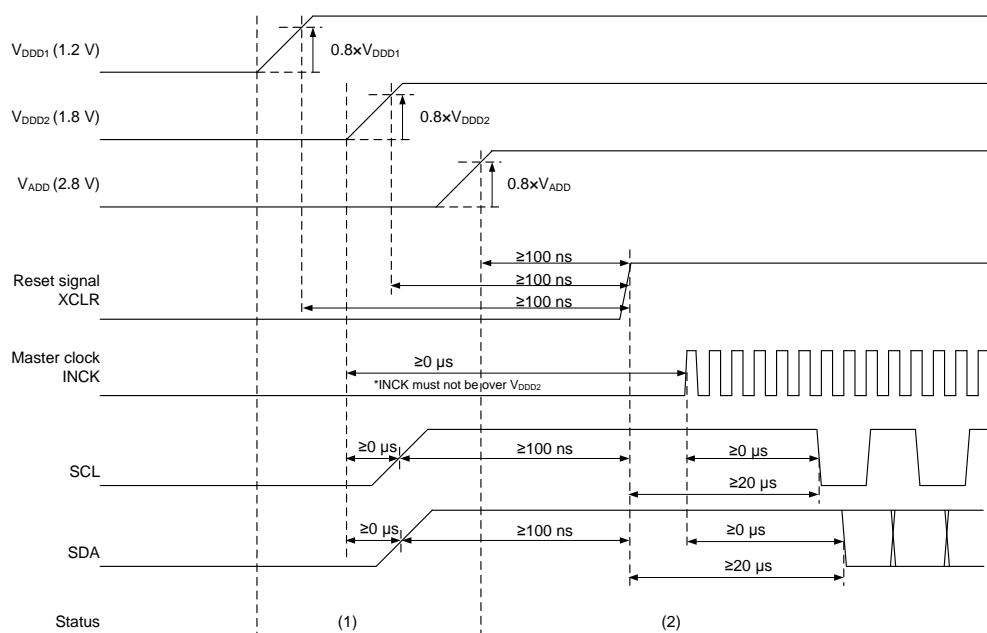 V_DDD1 (1.2 V)
0.8×V_DDD1
V_DDD2 (1.8 V)
0.8×V_DDD2
V_ADD (2.8 V)
0.8×V_ADD
≥100 ns
Reset signal
XCLR
≥100 ns
≥100 ns
Master clock
INCK
≥0 µs
*INCK must not be over V_DDD2
SCL
≥0 µs
≥100 ns
≥0 µs
≥20 µs
SDA
≥0 µs
≥100 ns
≥0 µs
≥20 µs
Status
(1)
(2)